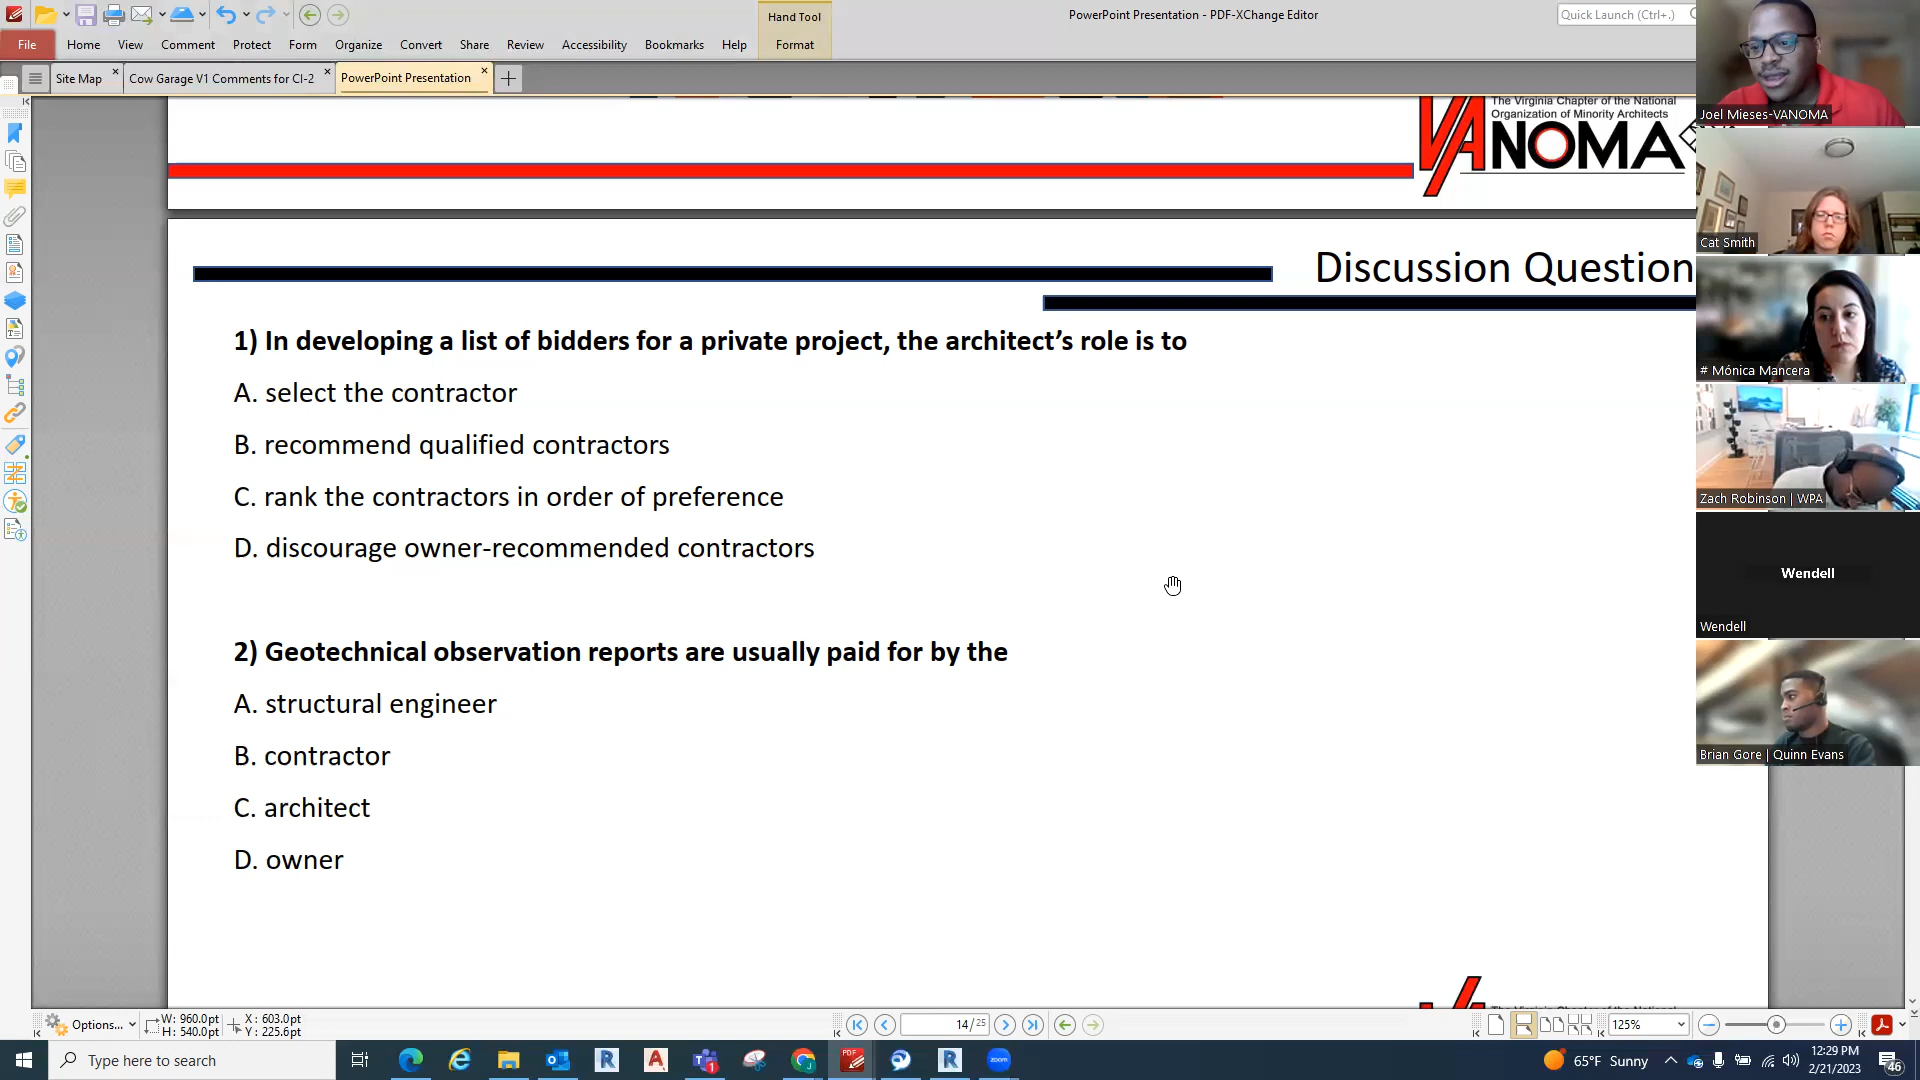 Hand Tool
PowerPoint Presentation - PDF-XChange Editor
Quick Launch (Ctrl+,)
File Home View Comment Protect Form Organize Convert Share Review Accessibility Bookmarks Help Format
Site Map Cow Garage V1 Comments for CI-2 PowerPoint Presentation
The Virginia Chapter of the National
Organization of Minority Architects
VANOMA
Joel Mieses-VANOMA
Cat Smith
# Mónica Mancera
Zach Robinson | WPA
Wendell
Wendell
Brian Gore | Quinn Evans
Discussion Question
1) In developing a list of bidders for a private project, the architect’s role is to
A. select the contractor
B. recommend qualified contractors
C. rank the contractors in order of preference
D. discourage owner-recommended contractors
2) Geotechnical observation reports are usually paid for by the
A. structural engineer
B. contractor
C. architect
D. owner
Options...
W: 960.0pt
H: 540.0pt
X: 603.0pt
Y: 225.6pt
14/25
125%
Type here to search
65°F Sunny
12:29 PM
2/21/2023
46